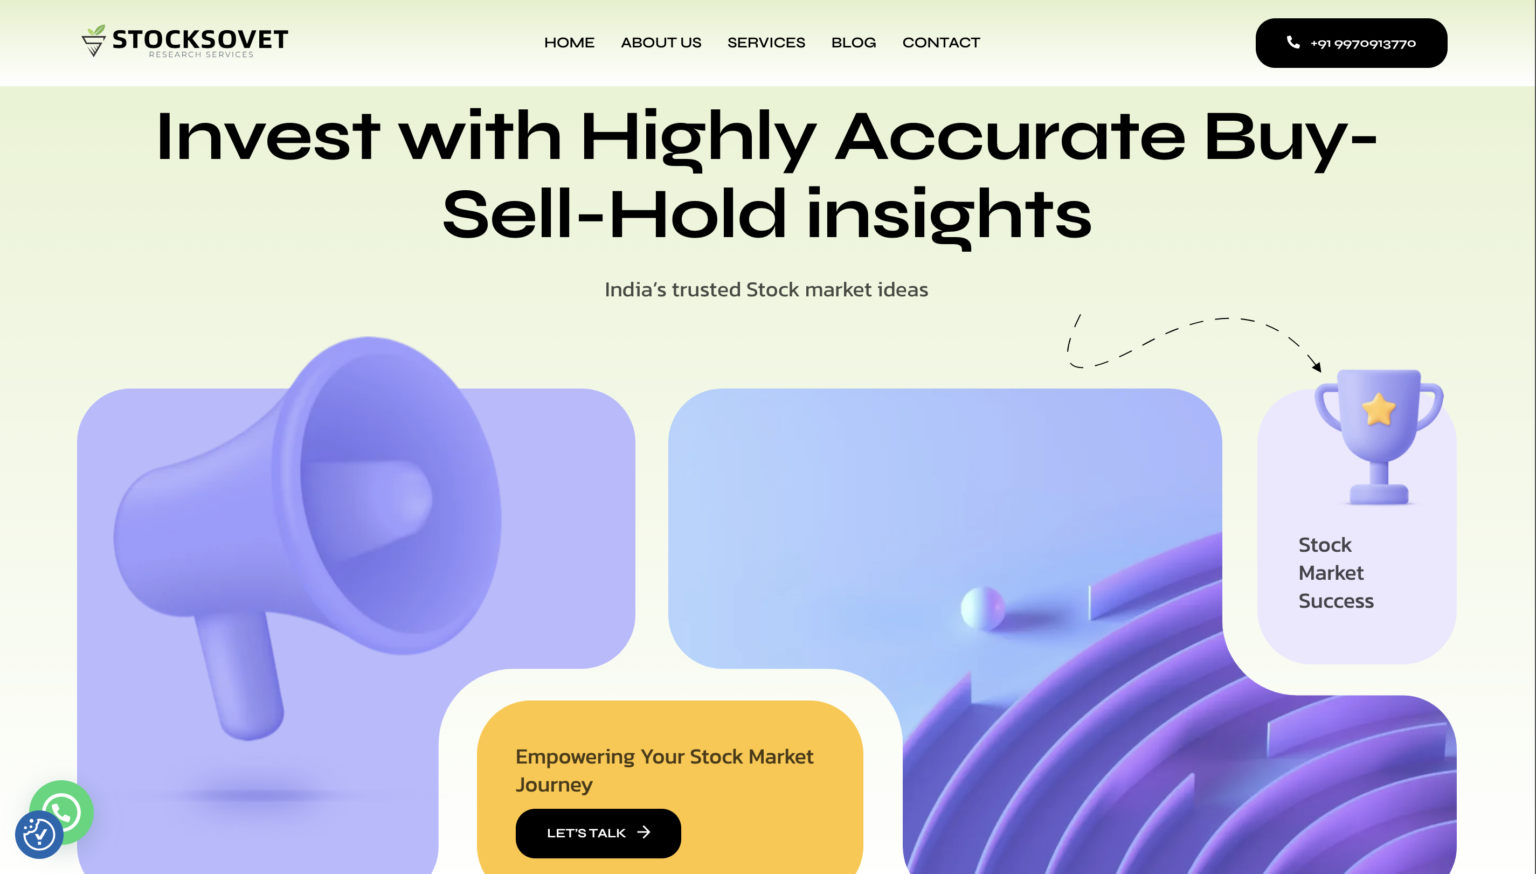 STOCKSOVET
RESEARCH SERVICES
HOME
ABOUT US
SERVICES
BLOG
CONTACT
+91 9970913770
Invest with Highly Accurate Buy-
Sell-Hold insights
India's trusted Stock market ideas
Stock
Market
Success
Empowering Your Stock Market
Journey
LET'S TALK